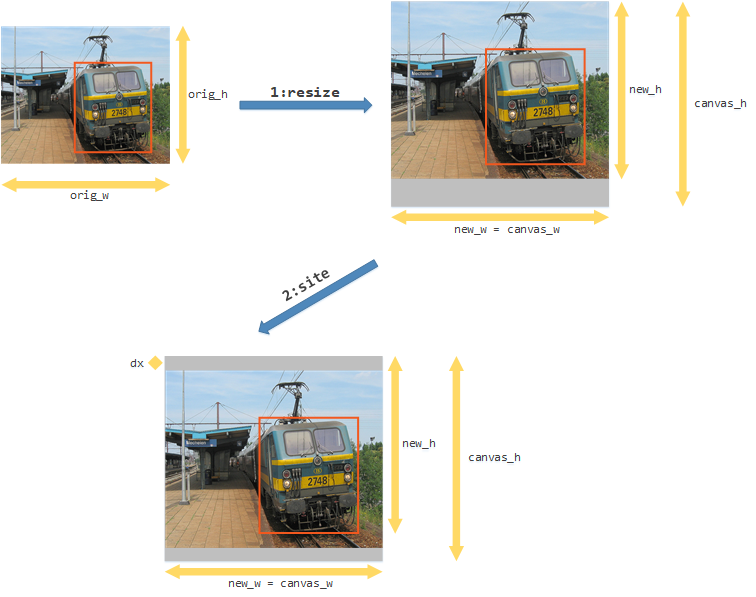 orig_h
orig_w
2748
1:resize
2748
new_h
canvas_h
new_w = canvas_w
2:site
dx
2748
new_h
canvas_h
new_w = canvas_w